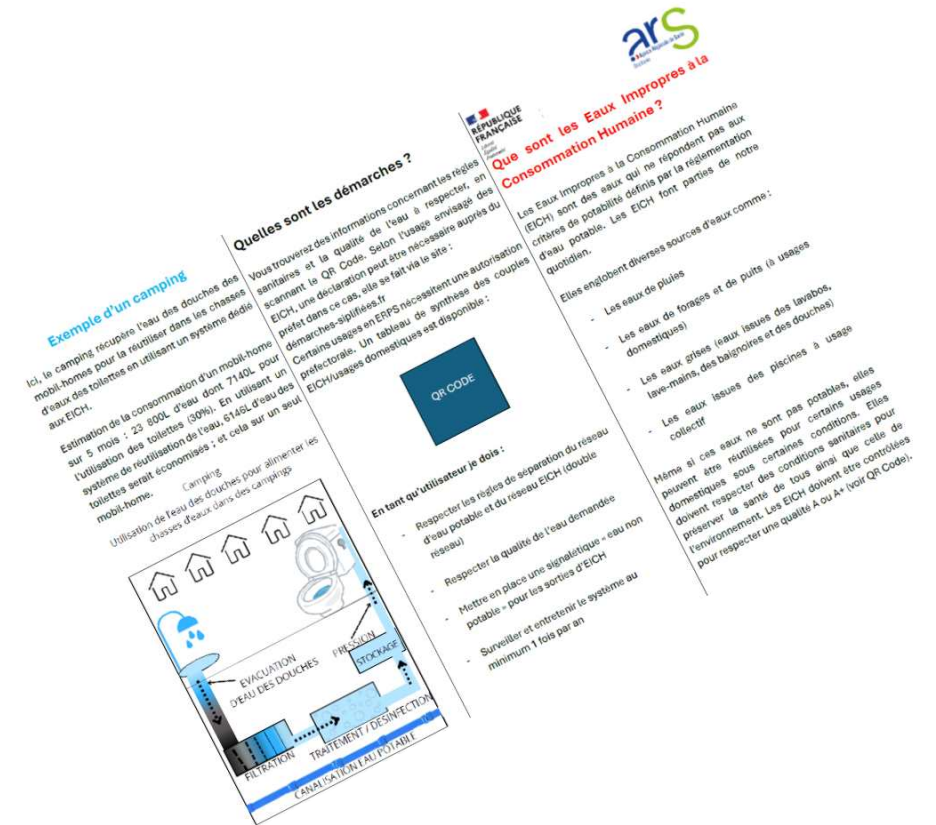 Exemple d'un camping
Ici, le camping récupère l'eau des douches des
mobil-homes pour la réutiliser dans les chasses
d'eaux des toilettes en utilisant un système dédié
aux EICH.
Estimation de la consommation d'un mobil-home
sur 5 mois : 23 800L d'eau dont 7140L pour
l'utilisation des toilettes (30%). En utilisant un
système de réutilisation de l'eau, 6145L d'eau des
toilettes serait économisés ; et cela sur un seul
mobil-home.
Camping
Utilisation de l'eau des douches pour alimenter les
chasses d'eaux dans des campings
EVACUATION
D'EAU DES DOUCHES
PRESSION
STOCKAGE
FILTRATION
TRAITEMENT / DESINFECTION
CANALISATION EAU POTABLE
Quelles sont les démarches ?
Vous trouverez des informations concernant les règles
sanitaires et la qualité de l'eau à respecter, en
scannant le QR Code. Selon l'usage envisagé des
EICH, une déclaration peut être nécessaire auprès du
préfet dans ce cas, elle se fait via le site :
démarches-siplifiées.fr
Certains usages en ERPS nécessitent une autorisation
préfectorale. Un tableau de synthèse des couples
EICH/usages domestiques est disponible :
QR CODE
En tant qu'utilisateur je dois :
- Respecter les règles de séparation du réseau
d'eau potable et du réseau EICH (double
réseau)
- Respecter la qualité de l'eau demandée
- Mettre en place une signalétique « eau non
potable » pour les sorties d'EICH
- Surveiller et entretenir le système au
minimum 1 fois par an
RÉPUBLIQUE
FRANÇAISE
Liberté
Égalité
Fraternité
ars
Agence Régionale de Santé
Occitanie
Que sont les Eaux Impropres à la
Consommation Humaine ?
Les Eaux Impropres à la Consommation Humaine
(EICH) sont des eaux qui ne répondent pas aux
critères de potabilité définis par la réglementation
d'eau potable. Les EICH font parties de notre
quotidien.
Elles englobent diverses sources d'eaux comme :
- Les eaux de pluies
- Les eaux de forages et de puits (à usages
domestiques)
- Les eaux grises (eaux issues des lavabos,
lave-mains, des baignoires et des douches)
- Les eaux issues des piscines à usage
collectif
Même si ces eaux ne sont pas potables, elles
peuvent être réutilisées pour certains usages
domestiques sous certaines conditions. Elles
doivent respecter des conditions sanitaires pour
préserver la santé de tous ainsi que celle de
l'environnement. Les EICH doivent être contrôlées
pour respecter une qualité A ou A+ (voir QR Code).